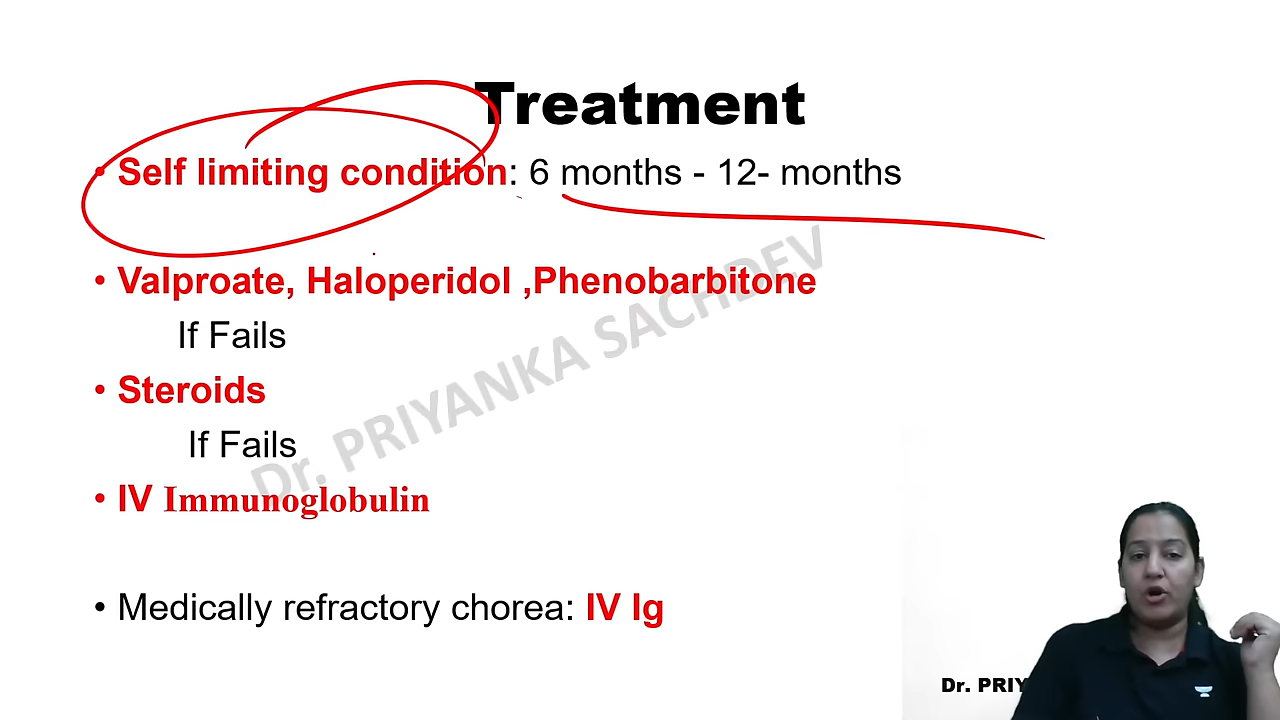 Treatment
• Self limiting condition: 6 months - 12- months
• Valproate, Haloperidol ,Phenobarbitone
If Fails
• Steroids
If Fails
• IV Immunoglobulin
• Medically refractory chorea: IV Ig
Dr. PRIYANKA SACHDEV
Dr. PRIY